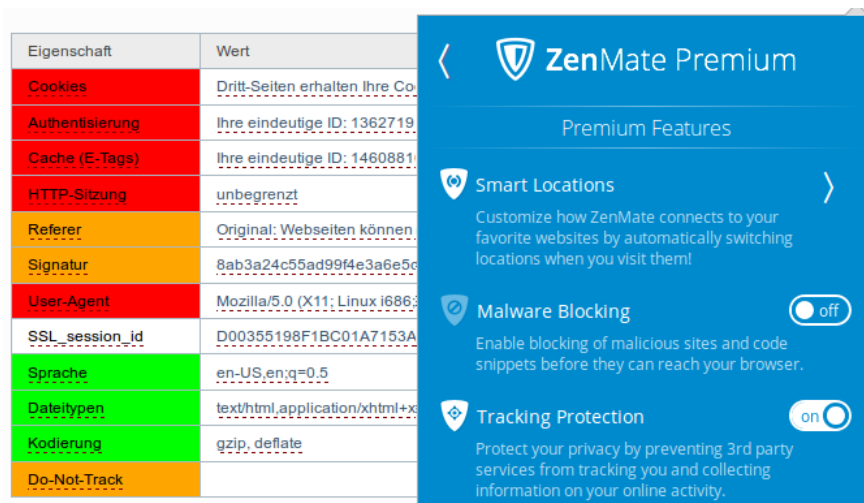 Eigenschaft Wert
Cookies Dritt-Seiten erhalten Ihre Co
Authentisierung Ihre eindeutige ID: 1362719
Cache (E-Tags) Ihre eindeutige ID: 1460881
HTTP-Sitzung unbegrenzt
Referer Original: Webseiten können
Signatur 8ab3a24c55ad99f4e3a6e5c
User-Agent Mozilla/5.0 (X11; Linux i686;
SSL_session_id D00355198F1BC01A7153A
Sprache en-US,en;q=0.5
Dateitypen text/html,application/xhtml+x
Kodierung gzip, deflate
Do-Not-Track
ZenMate Premium
Premium Features
Smart Locations
Customize how ZenMate connects to your
favorite websites by automatically switching
locations when you visit them!
Malware Blocking off
Enable blocking of malicious sites and code
snippets before they can reach your browser.
Tracking Protection on
Protect your privacy by preventing 3rd party
services from tracking you and collecting
information on your online activity.